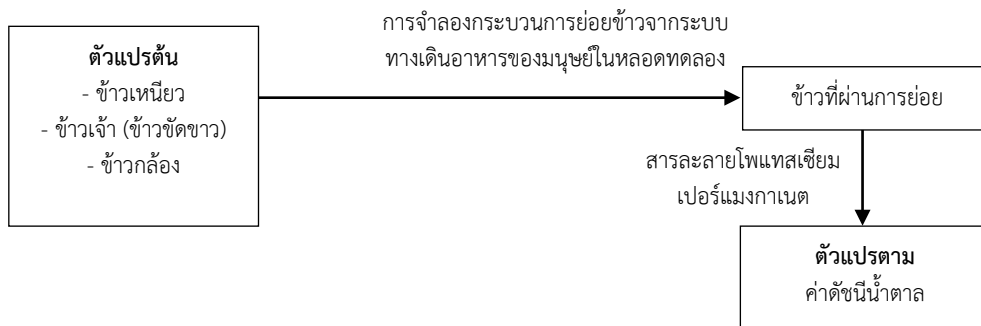 ตัวแปรต้น
- ข้าวเหนียว
- ข้าวเจ้า (ข้าวขัดขาว)
- ข้าวกล้อง
การจำลองกระบวนการย่อยข้าวจากระบบ
ทางเดินอาหารของมนุษย์ในหลอดทดลอง
ข้าวที่ผ่านการย่อย
สารละลายโพแทสเซียม
เปอร์แมงกาเนต
ตัวแปรตาม
ค่าดัชนีน้ำตาล